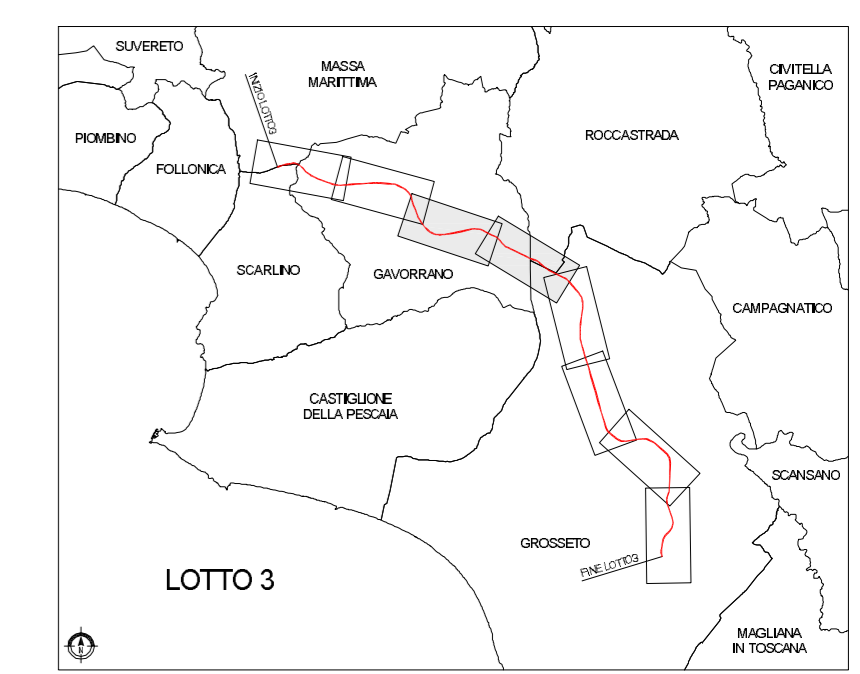 SUVERETO
MASSA
MARITTIMA
CIVITELLA
PAGANICO
INIZIO LOTTO3
PIOMBINO
ROCCASTRADA
FOLLONICA
SCARLINO
GAVORRANO
CAMPAGNATICO
CASTIGLIONE
DELLA PESCAIA
SCANSANO
GROSSETO
FINE LOTTO3
LOTTO 3
MAGLIANA
IN TOSCANA
N